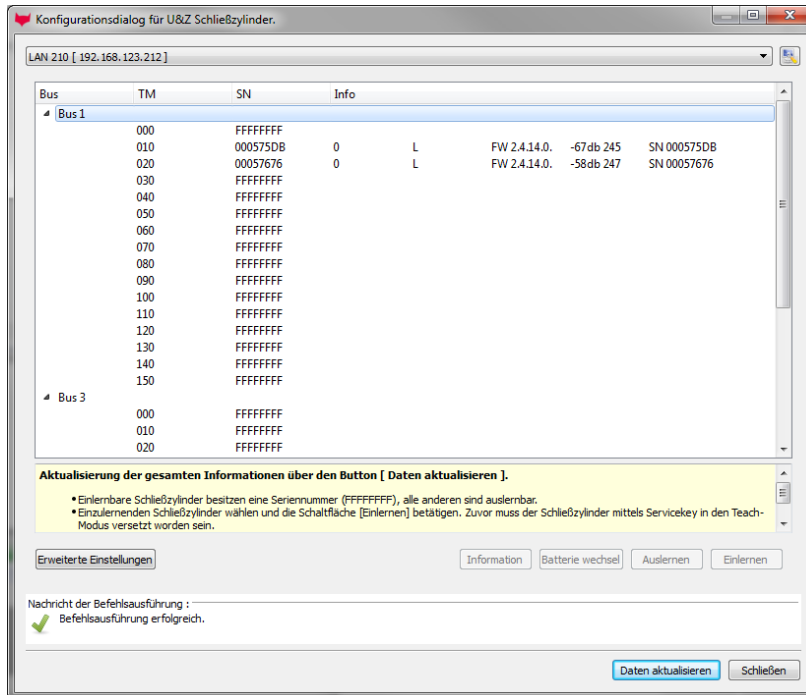 Konfigurationsdialog für U&Z Schließzylinder.
LAN 210 [ 192.168.123.212 ]
Bus TM SN Info
Bus 1
000 FFFFFFFF
010 000575DB 0 L FW 2.4.14.0. -67db 245 SN 000575DB
020 00057676 0 L FW 2.4.14.0. -58db 247 SN 00057676
030 FFFFFFFF
040 FFFFFFFF
050 FFFFFFFF
060 FFFFFFFF
070 FFFFFFFF
080 FFFFFFFF
090 FFFFFFFF
100 FFFFFFFF
110 FFFFFFFF
120 FFFFFFFF
130 FFFFFFFF
140 FFFFFFFF
150 FFFFFFFF
Bus 3
000 FFFFFFFF
010 FFFFFFFF
020 FFFFFFFF
Aktualisierung der gesamten Informationen über den Button [ Daten aktualisieren ].
• Einlernbare Schließzylinder besitzen eine Seriennummer (FFFFFFFF), alle anderen sind auslernbar.
• Einzulernenden Schließzylinder wählen und die Schaltfläche [Einlernen] betätigen. Zuvor muss der Schließzylinder mittels Servicekey in den Teach-
Modus versetzt worden sein.
Erweiterte Einstellungen Information Batterie wechsel Auslernen Einlernen
Nachricht der Befehlsausführung :
Befehlsausführung erfolgreich.
Daten aktualisieren Schließen